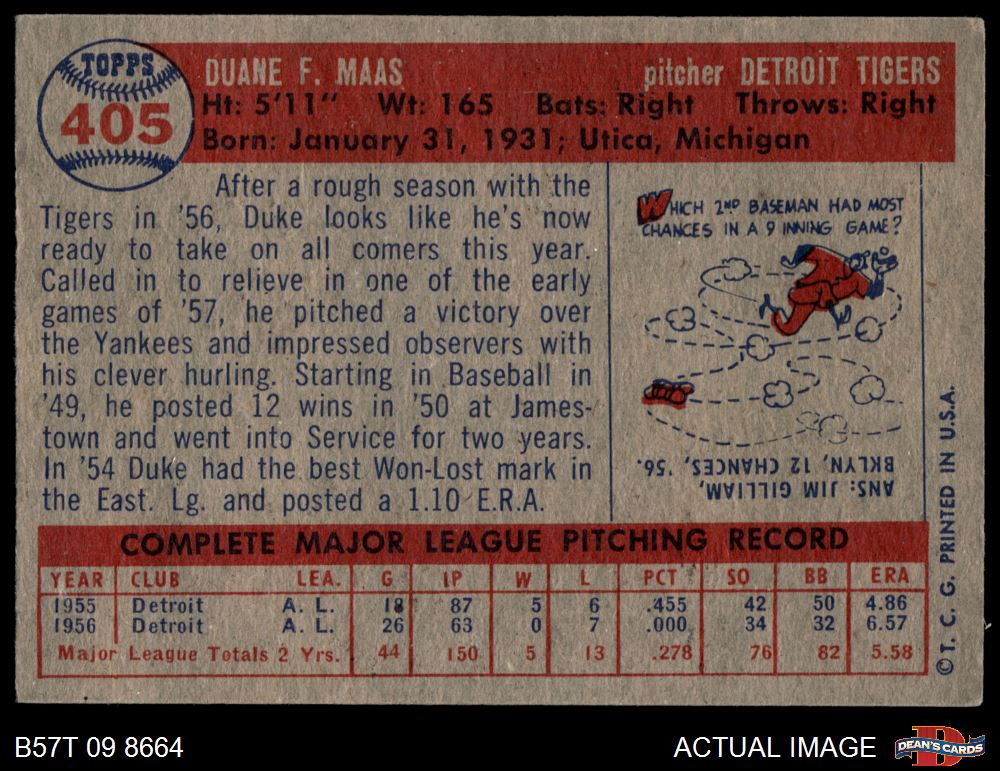 TOPPS
405
DUANE F. MAAS pitcher DETROIT TIGERS
Ht: 5'11" Wt: 165 Bats: Right Throws: Right
Born: January 31, 1931; Utica, Michigan
After a rough season with the
Tigers in '56, Duke looks like he's now
ready to take on all comers this year.
Called in to relieve in one of the early
games of '57, he pitched a victory over
the Yankees and impressed observers with
his clever hurling. Starting in Baseball in
'49, he posted 12 wins in '50 at James-
town and went into Service for two years.
In '54 Duke had the best Won-Lost mark in
the East. Lg. and posted a 1.10 E.R.A.
WHICH 2ND BASEMAN HAD MOST
CHANCES IN A 9 INNING GAME?
ANS: JIM GILLIAM,
BKLYN, 12 CHANCES, '56.
COMPLETE MAJOR LEAGUE PITCHING RECORD
YEAR CLUB LEA. G IP W L PCT SO BB ERA
1955 Detroit A. L. 18 87 5 6 .455 42 50 4.86
1956 Detroit A. L. 26 63 0 7 .000 34 32 6.57
Major League Totals 2 Yrs. 44 150 5 13 .278 76 82 5.58
© T. C. G. PRINTED IN U.S.A.
B57T 09 8664
ACTUAL IMAGE
D
DEAN'S CARDS